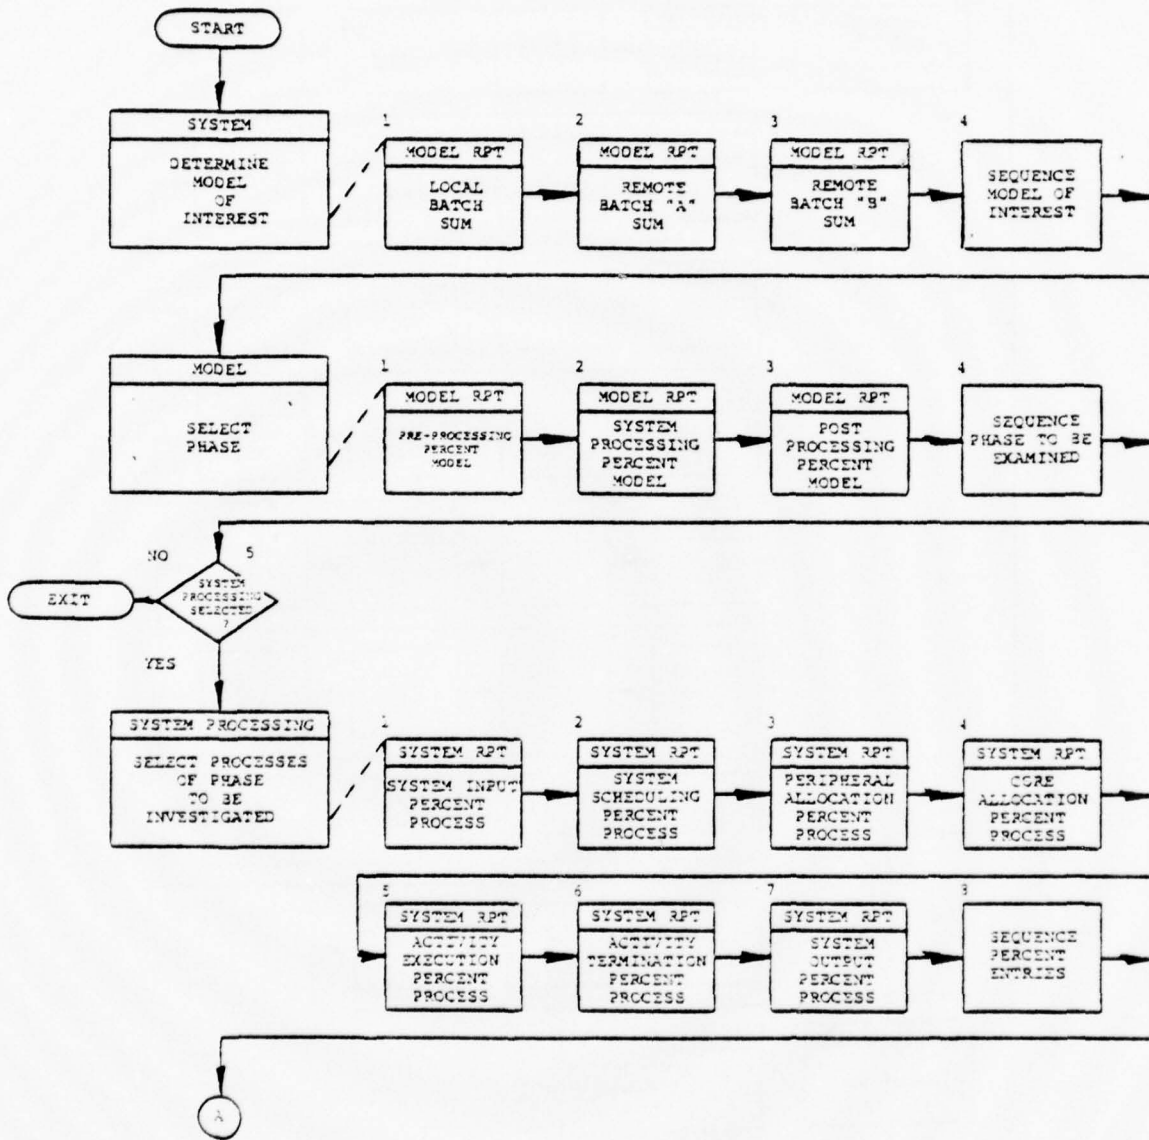 START
SYSTEM
DETERMINE
MODEL
OF
INTEREST
1
MODEL RPT
LOCAL
BATCH
SUM
2
MODEL RPT
REMOTE
BATCH "A"
SUM
3
MODEL RPT
REMOTE
BATCH "B"
SUM
4
SEQUENCE
MODEL OF
INTEREST
MODEL
SELECT
PHASE
1
MODEL RPT
PRE-PROCESSING
PERCENT
MODEL
2
MODEL RPT
SYSTEM
PROCESSING
PERCENT
MODEL
3
MODEL RPT
POST
PROCESSING
PERCENT
MODEL
4
SEQUENCE
PHASE TO BE
EXAMINED
NO
5
SYSTEM
PROCESSING
SELECTED
?
EXIT
YES
SYSTEM PROCESSING
SELECT PROCESSES
OF PHASE
TO BE
INVESTIGATED
1
SYSTEM RPT
SYSTEM INPUT
PERCENT
PROCESS
2
SYSTEM RPT
SYSTEM
SCHEDULING
PERCENT
PROCESS
3
SYSTEM RPT
PERIPHERAL
ALLOCATION
PERCENT
PROCESS
4
SYSTEM RPT
CORE
ALLOCATION
PERCENT
PROCESS
5
SYSTEM RPT
ACTIVITY
EXECUTION
PERCENT
PROCESS
6
SYSTEM RPT
ACTIVITY
TERMINATION
PERCENT
PROCESS
7
SYSTEM RPT
SYSTEM
OUTPUT
PERCENT
PROCESS
8
SEQUENCE
PERCENT
ENTRIES
A